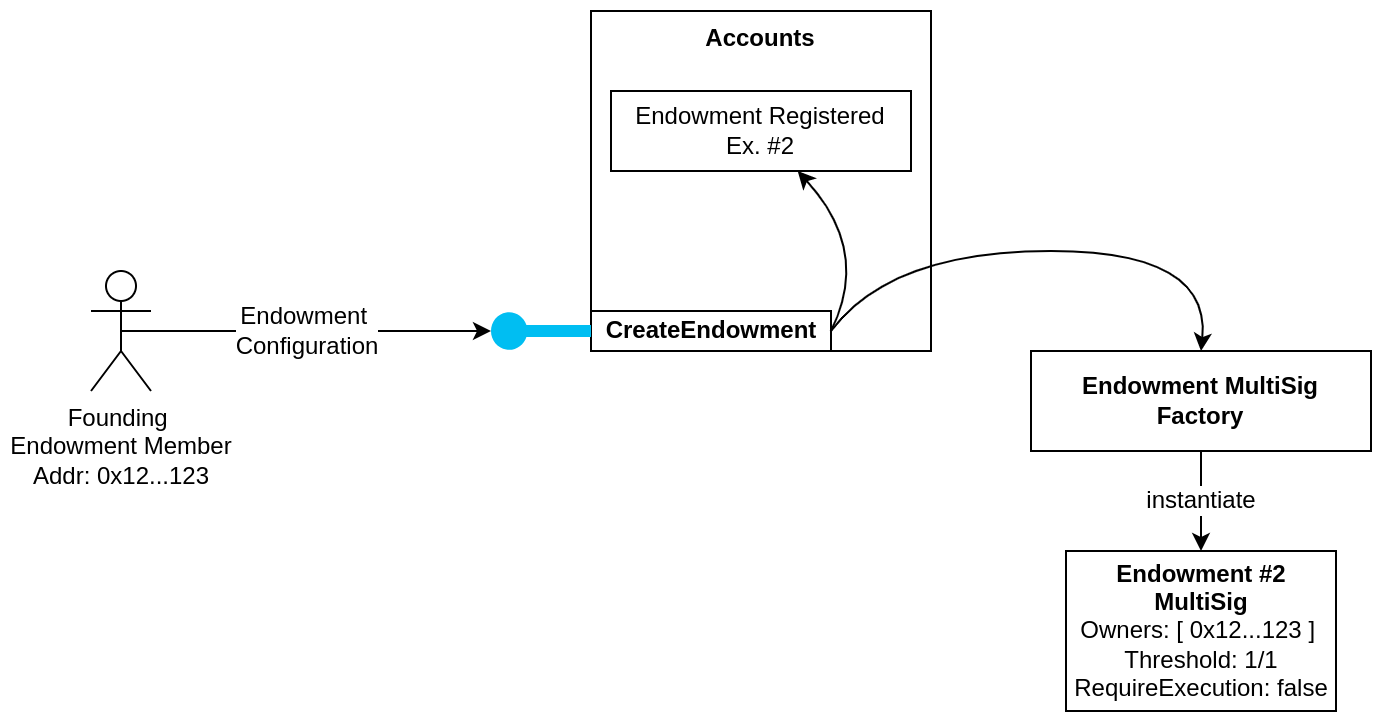 Accounts
Endowment Registered
Ex. #2
Endowment
Configuration
CreateEndowment
Founding
Endowment Member
Addr: 0x12...123
Endowment MultiSig
Factory
instantiate
Endowment #2
MultiSig
Owners: [ 0x12...123 ]
Threshold: 1/1
RequireExecution: false